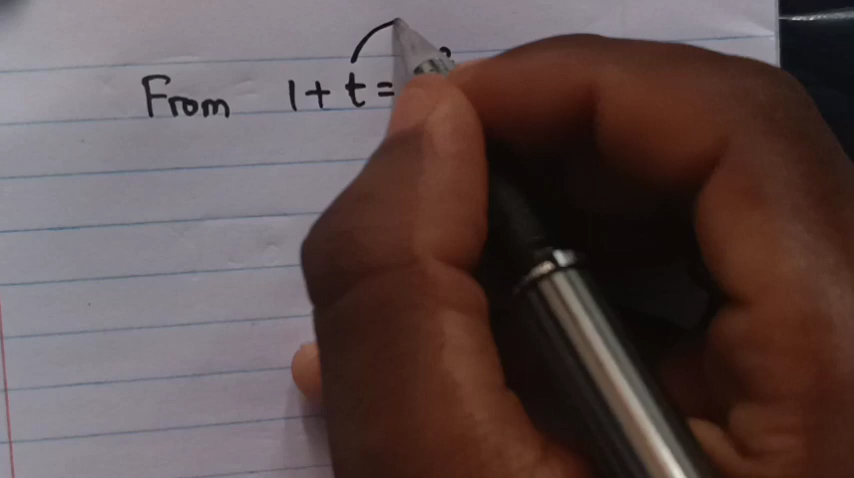 From 1 + t =